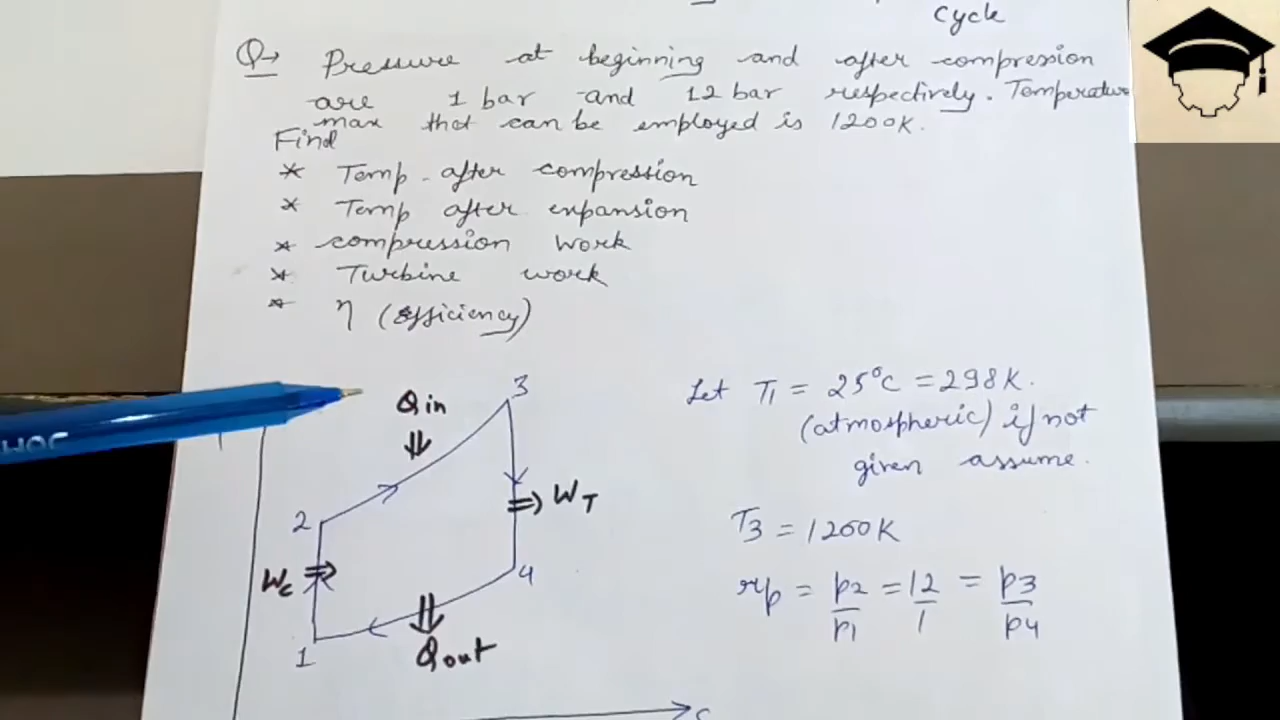 cycle
Q→ Pressure at beginning and after compression
are 1 bar and 12 bar respectively. Temperature
max that can be employed is 1200K.
Find
* Temp. after compression
* Temp after expansion
* compression work
* Turbine work
* η (efficiency)
3
Qin
2
WT
Wc
4
1
Qout
S
Let T1 = 25°C = 298K.
(atmospheric) if not
given assume.
T3 = 1200K
rp = p2/p1 = 12/1 = p3/p4